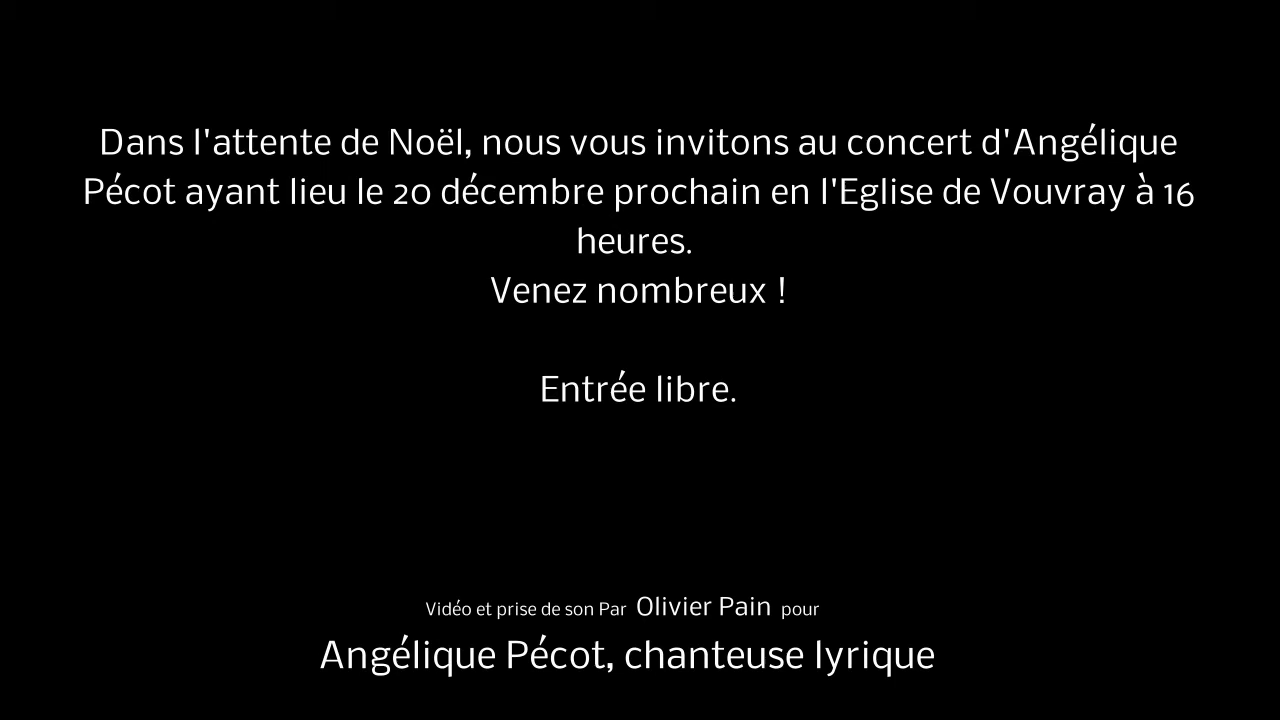 Dans l'attente de Noël, nous vous invitons au concert d'Angélique
Pécot ayant lieu le 20 décembre prochain en l'Eglise de Vouvray à 16
heures.
Venez nombreux !
Entrée libre.
Vidéo et prise de son Par Olivier Pain pour
Angélique Pécot, chanteuse lyrique